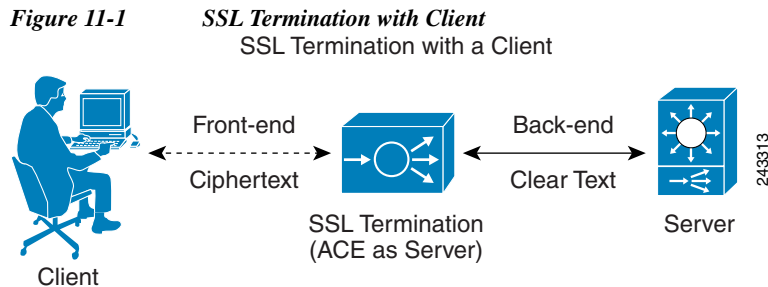 Figure 11-1 SSL Termination with Client
SSL Termination with a Client
Front-end
Ciphertext
Back-end
Clear Text
SSL Termination
(ACE as Server)
Server
Client
243313